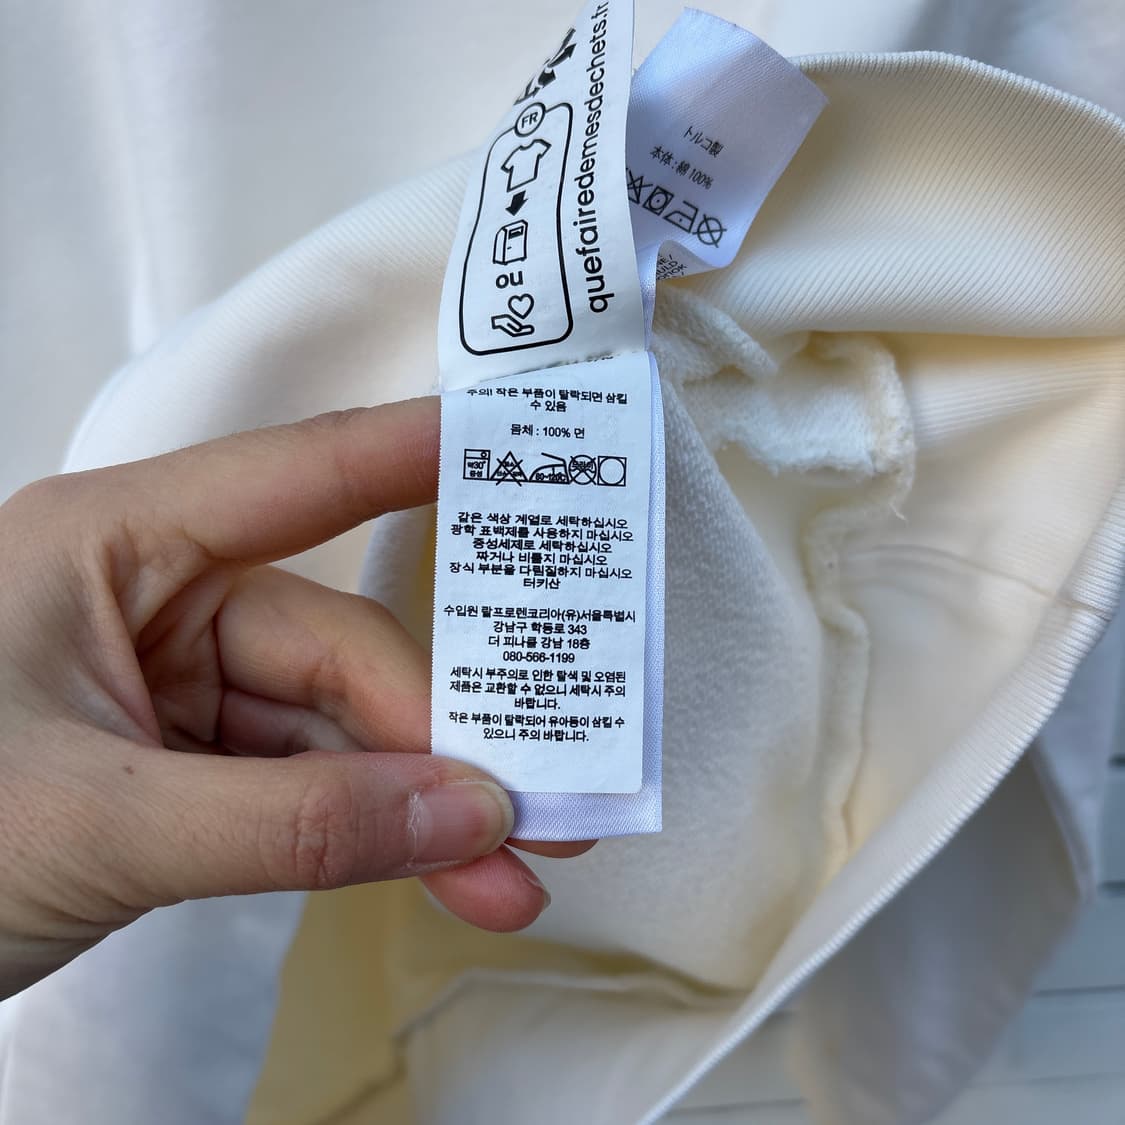 FR
quefairedemesdechets.fr
トルコ製
本体 : 綿 100%
주의! 작은 부품이 탈락되면 삼킬
수 있음
몸체 : 100% 면
약30°
중성
80~120℃
같은 색상 계열로 세탁하십시오
광학 표백제를 사용하지 마십시오
중성세제로 세탁하십시오
짜거나 비틀지 마십시오
장식 부분을 다림질하지 마십시오
터키산
수입원 랄프로렌코리아(유)서울특별시
강남구 학동로 343
더 피나클 강남 18층
080-566-1199
세탁시 부주의로 인한 탈색 및 오염된
제품은 교환할 수 없으니 세탁시 주의
바랍니다.
작은 부품이 탈락되어 유아등이 삼킬 수
있으니 주의 바랍니다.